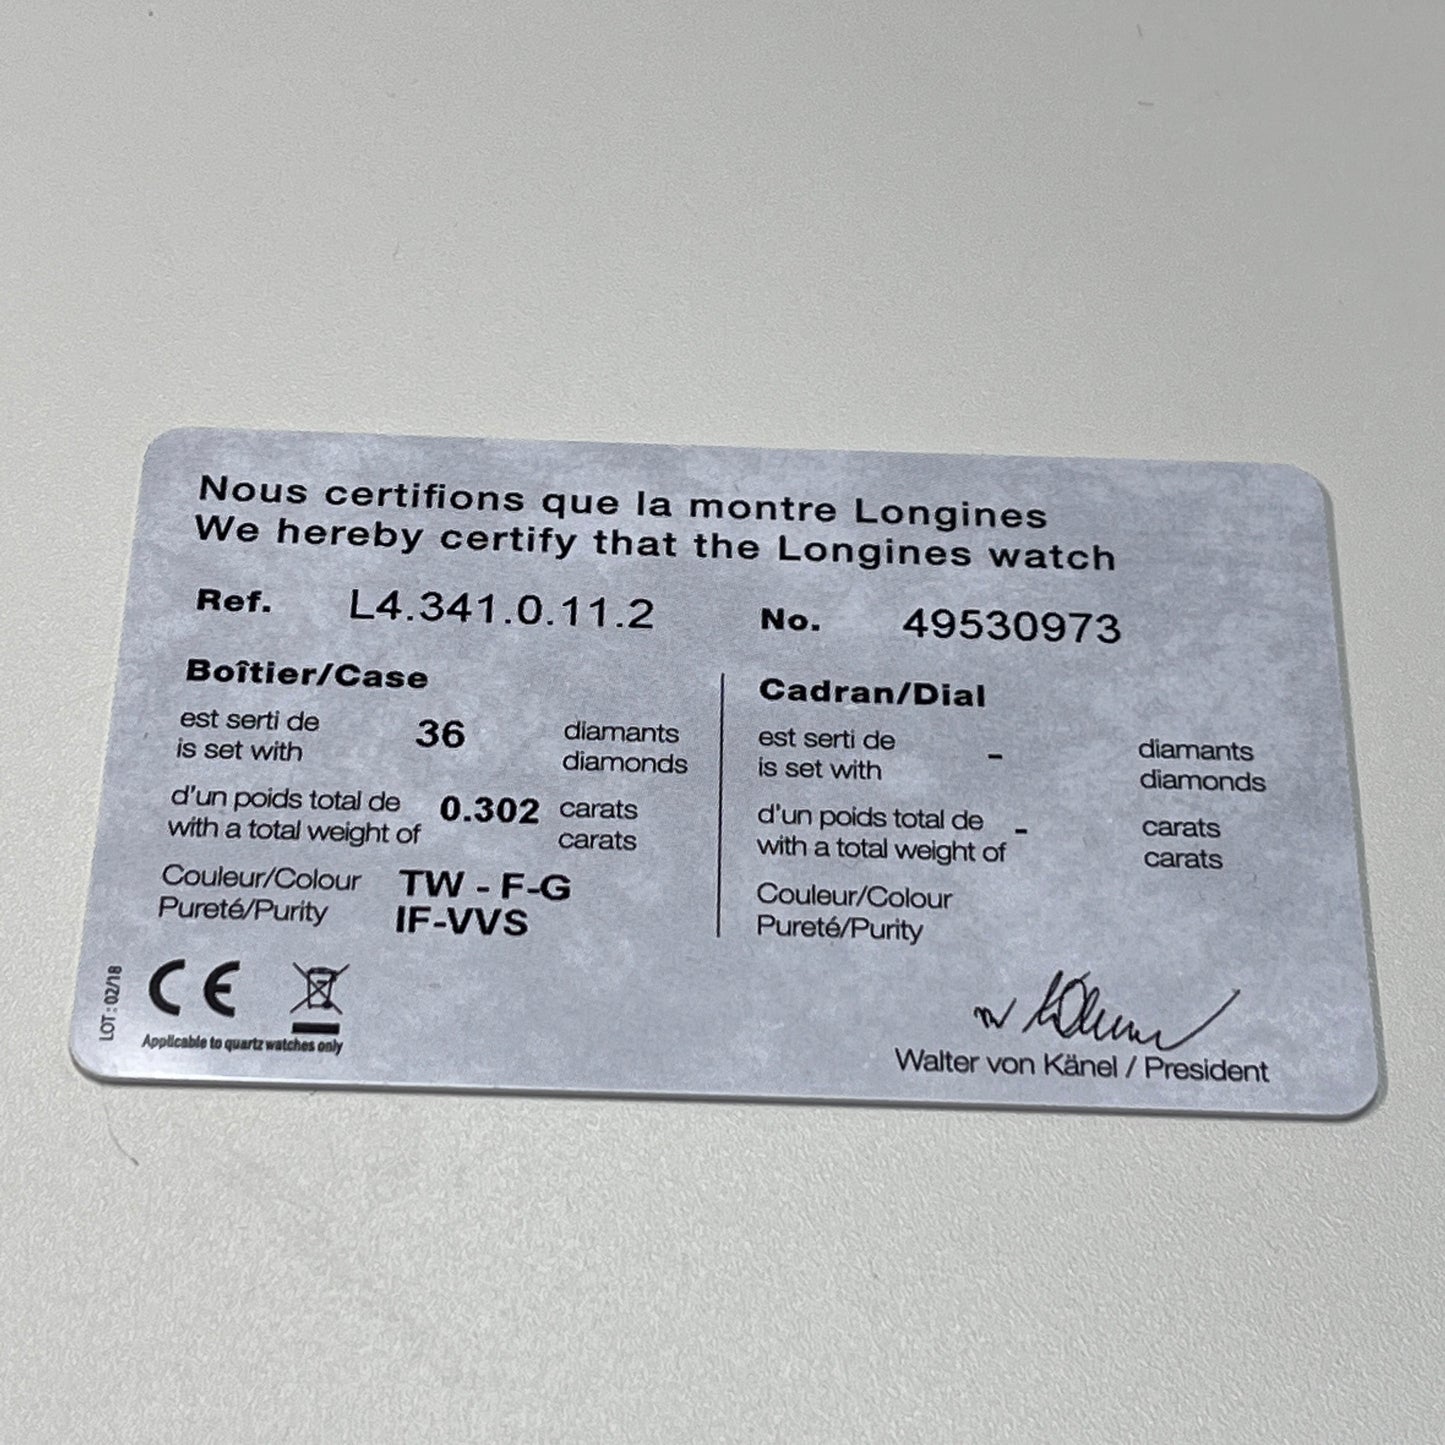 Nous certifions que la montre Longines
We hereby certify that the Longines watch
Ref. L4.341.0.11.2 No. 49530973
Boîtier/Case
est serti de 36 diamants
is set with diamonds
d'un poids total de 0.302 carats
with a total weight of carats
Couleur/Colour TW - F-G
Pureté/Purity IF-VVS
Cadran/Dial
est serti de - diamants
is set with diamonds
d'un poids total de - carats
with a total weight of carats
Couleur/Colour
Pureté/Purity
LOT : 02/18
CE
Applicable to quartz watches only
Walter von Känel / President